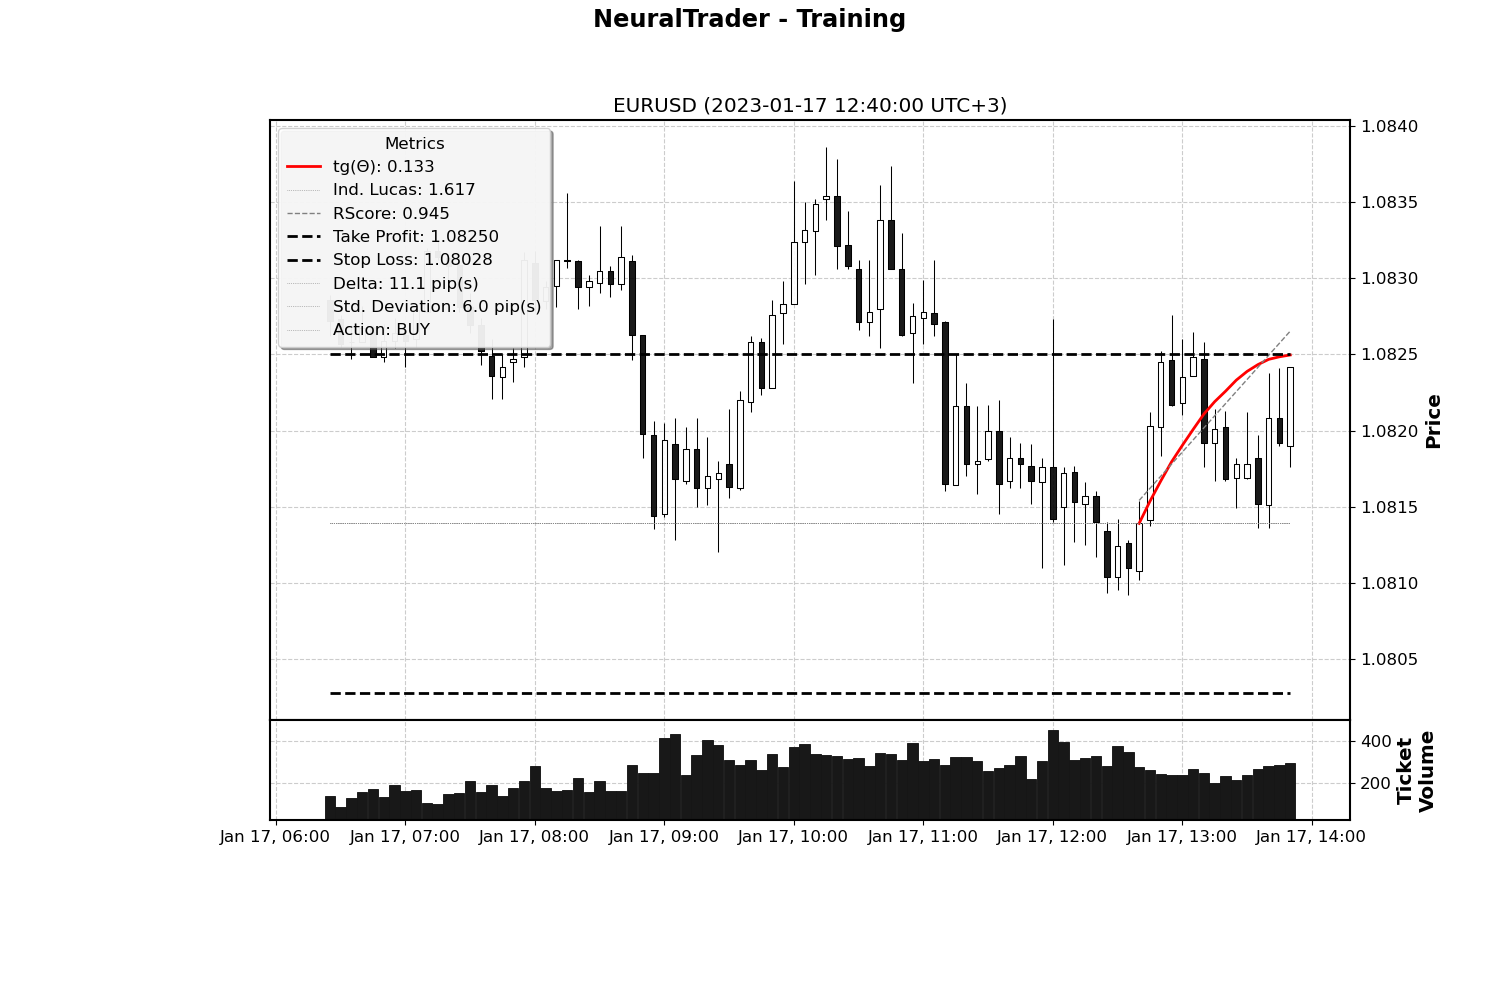 NeuralTrader - Training
EURUSD (2023-01-17 12:40:00 UTC+3)
Metrics
tg(Θ): 0.133
Ind. Lucas: 1.617
RScore: 0.945
Take Profit: 1.08250
Stop Loss: 1.08028
Delta: 11.1 pip(s)
Std. Deviation: 6.0 pip(s)
Action: BUY
1.0840
1.0835
1.0830
1.0825
1.0820
1.0815
1.0810
1.0805
Price
400
200
Ticket
Volume
Jan 17, 06:00
Jan 17, 07:00
Jan 17, 08:00
Jan 17, 09:00
Jan 17, 10:00
Jan 17, 11:00
Jan 17, 12:00
Jan 17, 13:00
Jan 17, 14:00